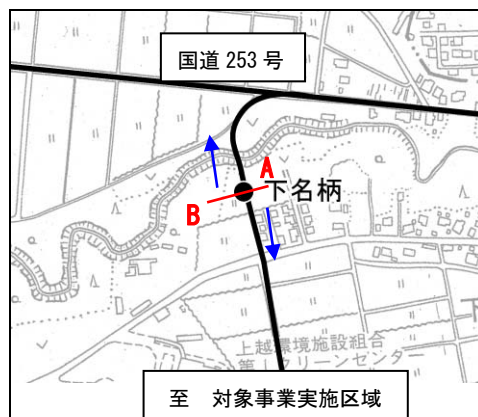 国道 253 号
A
B
下名柄
上越環境施設組合
第1クリーンセンター
至 対象事業実施区域